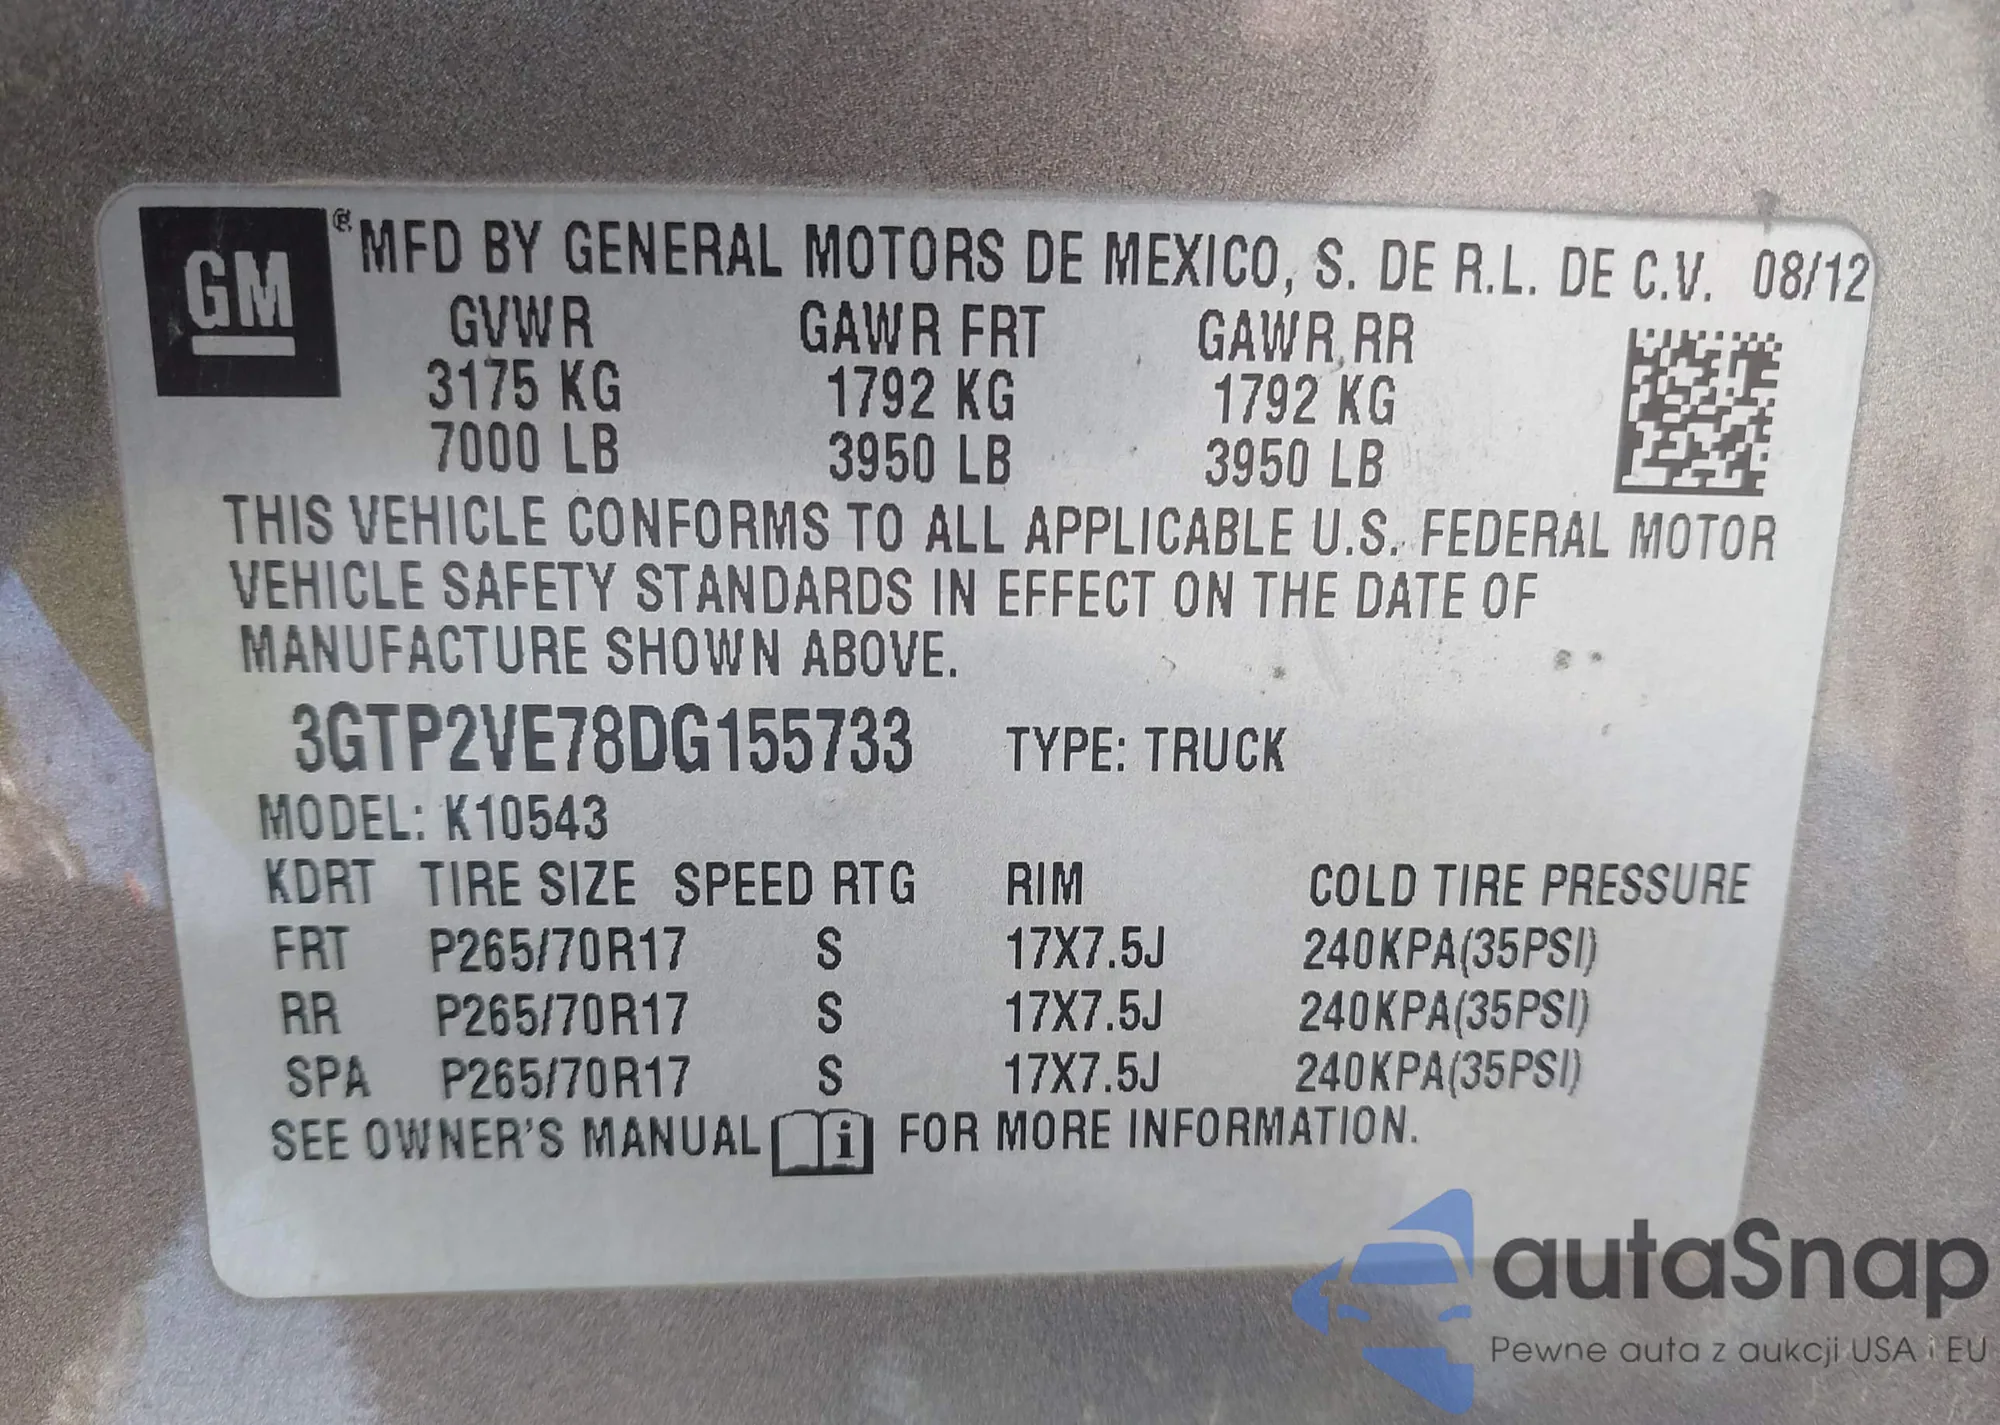 GM ® MFD BY GENERAL MOTORS DE MEXICO, S. DE R.L. DE C.V. 08/12
GVWR GAWR FRT GAWR RR
3175 KG 1792 KG 1792 KG
7000 LB 3950 LB 3950 LB
THIS VEHICLE CONFORMS TO ALL APPLICABLE U.S. FEDERAL MOTOR
VEHICLE SAFETY STANDARDS IN EFFECT ON THE DATE OF
MANUFACTURE SHOWN ABOVE.
3GTP2VE78DG155733 TYPE: TRUCK
MODEL: K10543
KDRT TIRE SIZE SPEED RTG RIM COLD TIRE PRESSURE
FRT P265/70R17 S 17X7.5J 240KPA(35PSI)
RR P265/70R17 S 17X7.5J 240KPA(35PSI)
SPA P265/70R17 S 17X7.5J 240KPA(35PSI)
SEE OWNER'S MANUAL i FOR MORE INFORMATION.
autaSnap
Pewne auta z aukcji USA i EU